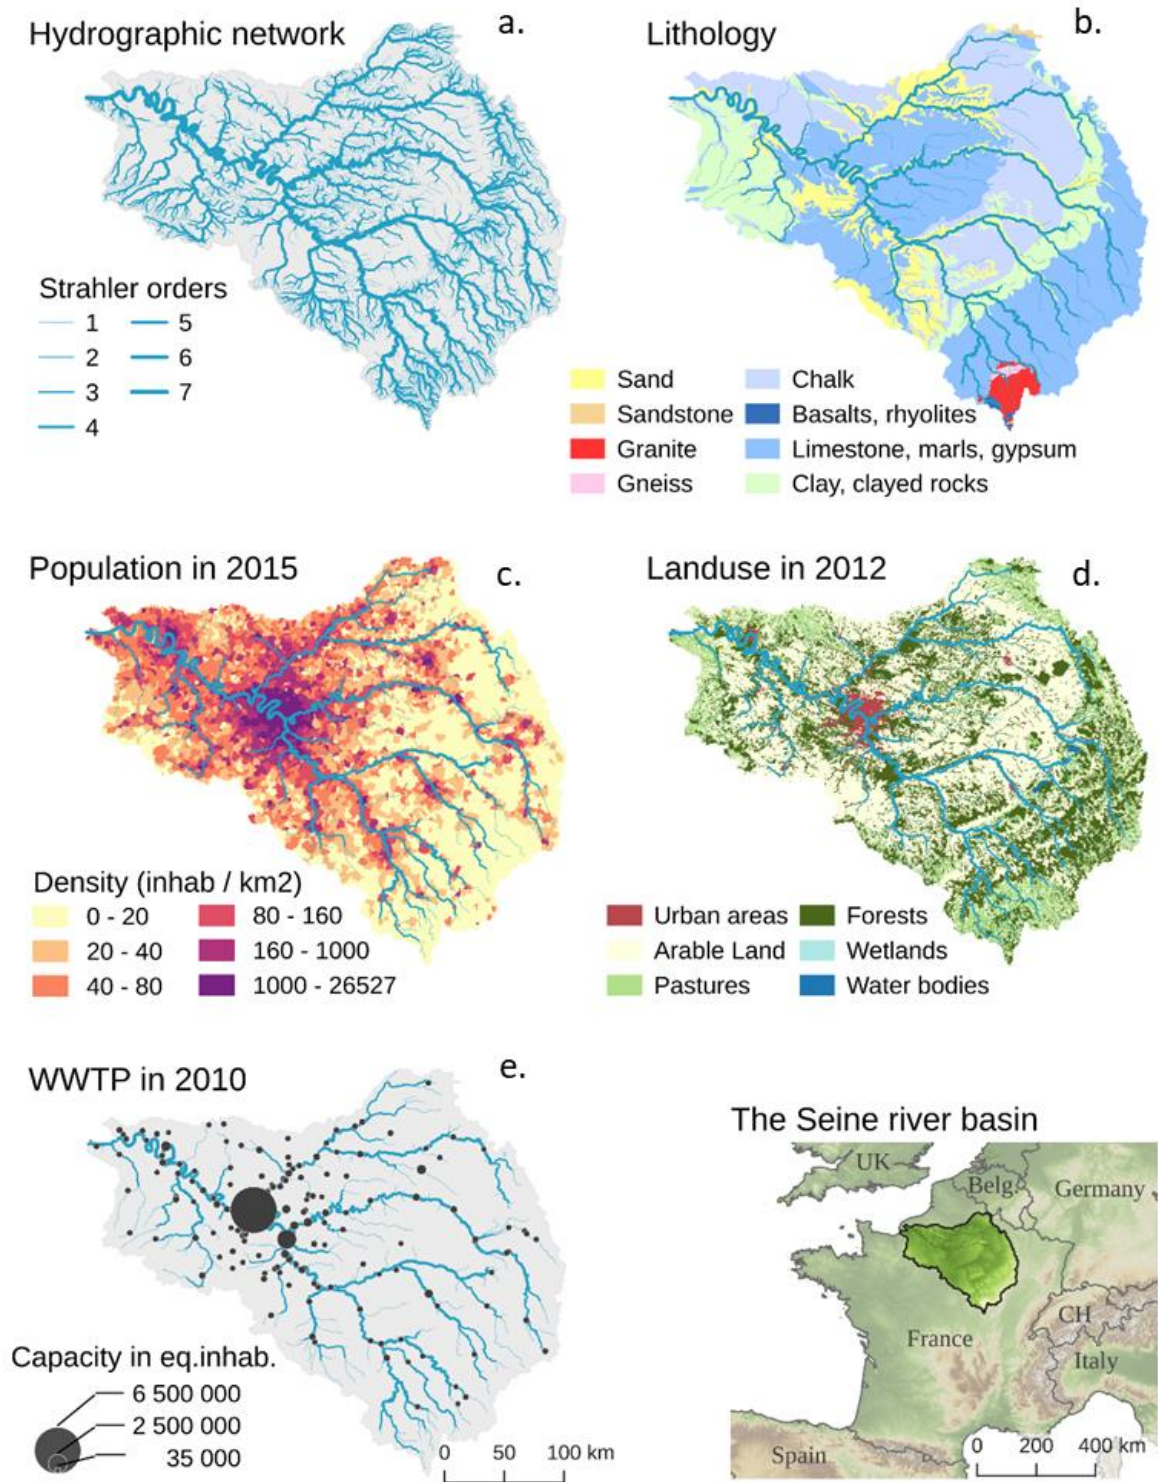 Hydrographic network
a.
Lithology
b.
Strahler orders
1
5
2
6
3
7
4
Sand
Chalk
Sandstone
Basalts, rhyolites
Granite
Limestone, marls, gypsum
Gneiss
Clay, clayed rocks
Population in 2015
c.
Landuse in 2012
d.
Density (inhab / km2)
0 - 20
80 - 160
20 - 40
160 - 1000
40 - 80
1000 - 26527
Urban areas
Forests
Arable Land
Wetlands
Pastures
Water bodies
WWTP in 2010
e.
Capacity in eq.inhab.
6 500 000
2 500 000
35 000
0 50 100 km
The Seine river basin
UK
Belg.
Germany
France
CH
Italy
Spain
0 200 400 km